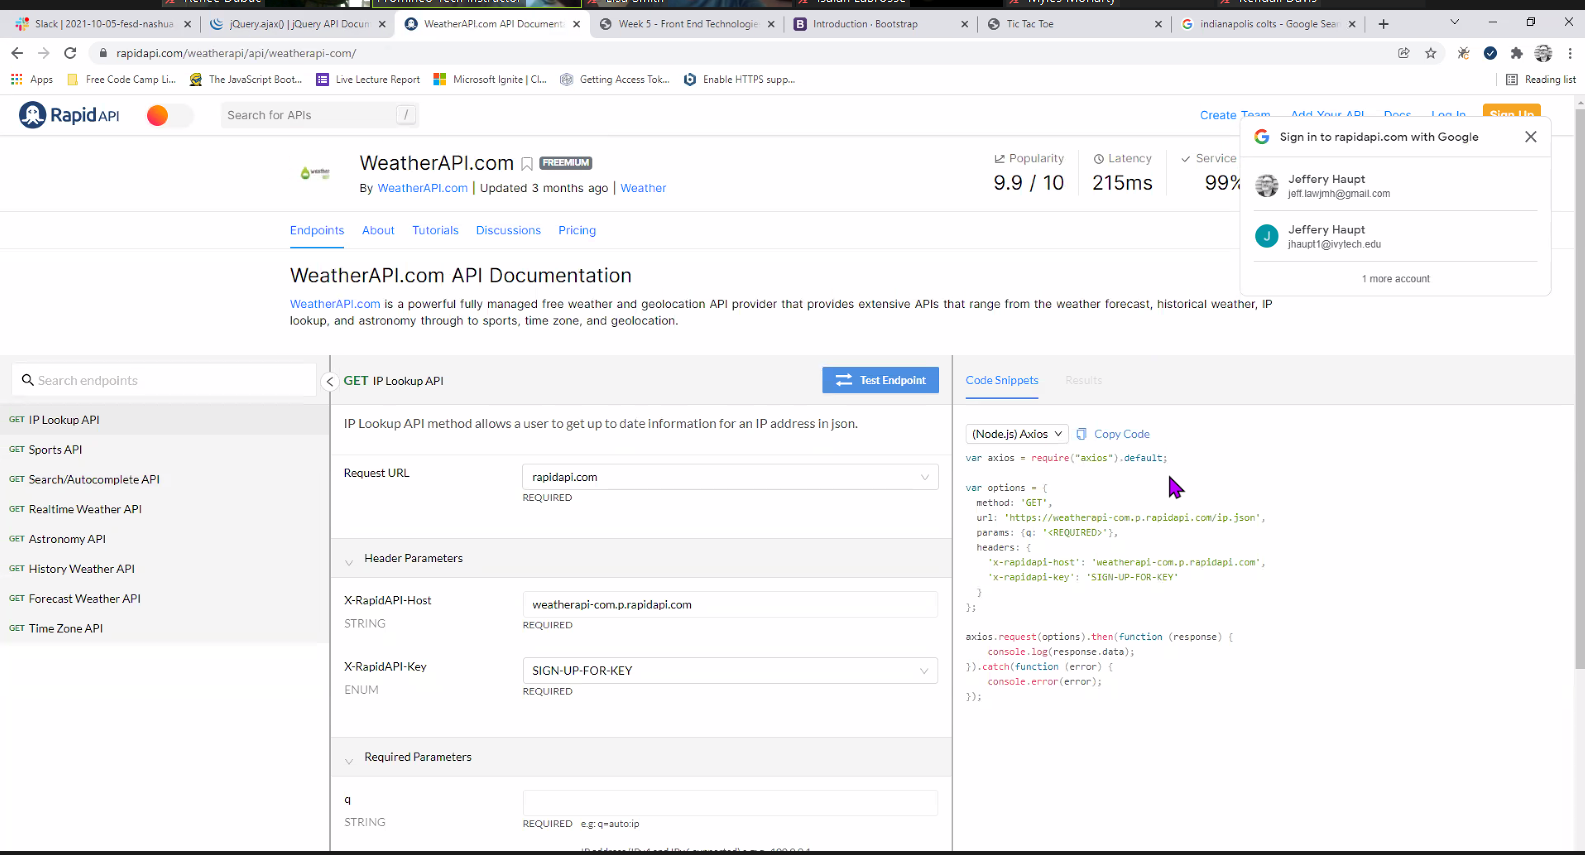 Slack | 2021-10-05-fesd-nashua
jQuery.ajax() | jQuery API Docum
WeatherAPI.com API Documenta
Week 5 - Front End Technologie
Introduction · Bootstrap
Tic Tac Toe
indianapolis colts - Google Sear
rapidapi.com/weatherapi/api/weatherapi-com/
Apps
Free Code Camp Li...
The JavaScript Boot...
Live Lecture Report
Microsoft Ignite | Cl...
Getting Access Tok...
Enable HTTPS supp...
Reading list
Rapid API
Search for APIs /
Create Team Add Your API Docs Log In Sign Up
Sign in to rapidapi.com with Google
Jeffery Haupt
jeff.lawjmh@gmail.com
Jeffery Haupt
J
jhaupt1@ivytech.edu
1 more account
WeatherAPI.com FREEMIUM
By WeatherAPI.com | Updated 3 months ago | Weather
Popularity
9.9 / 10
Latency
215ms
Service
99%
Endpoints About Tutorials Discussions Pricing
WeatherAPI.com API Documentation
WeatherAPI.com is a powerful fully managed free weather and geolocation API provider that provides extensive APIs that range from the weather forecast, historical weather, IP
lookup, and astronomy through to sports, time zone, and geolocation.
Search endpoints
GET IP Lookup API
GET Sports API
GET Search/Autocomplete API
GET Realtime Weather API
GET Astronomy API
GET History Weather API
GET Forecast Weather API
GET Time Zone API
GET IP Lookup API
Test Endpoint
IP Lookup API method allows a user to get up to date information for an IP address in json.
Request URL
rapidapi.com
REQUIRED
Header Parameters
X-RapidAPI-Host
STRING
weatherapi-com.p.rapidapi.com
REQUIRED
X-RapidAPI-Key
ENUM
SIGN-UP-FOR-KEY
REQUIRED
Required Parameters
q
STRING
REQUIRED e.g: q=auto:ip
Code Snippets Results
(Node.js) Axios Copy Code
var axios = require("axios").default;
var options = {
method: 'GET',
url: 'https://weatherapi-com.p.rapidapi.com/ip.json',
params: {q: '<REQUIRED>'},
headers: {
'x-rapidapi-host': 'weatherapi-com.p.rapidapi.com',
'x-rapidapi-key': 'SIGN-UP-FOR-KEY'
}
};
axios.request(options).then(function (response) {
console.log(response.data);
}).catch(function (error) {
console.error(error);
});